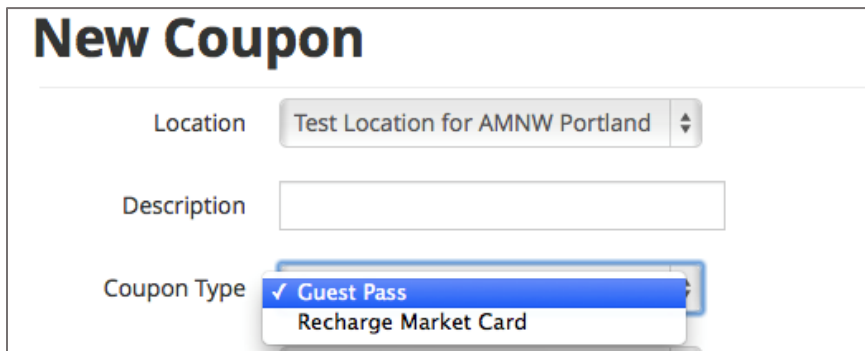 New Coupon
Location Test Location for AMNW Portland
Description
Coupon Type ✓ Guest Pass
Recharge Market Card